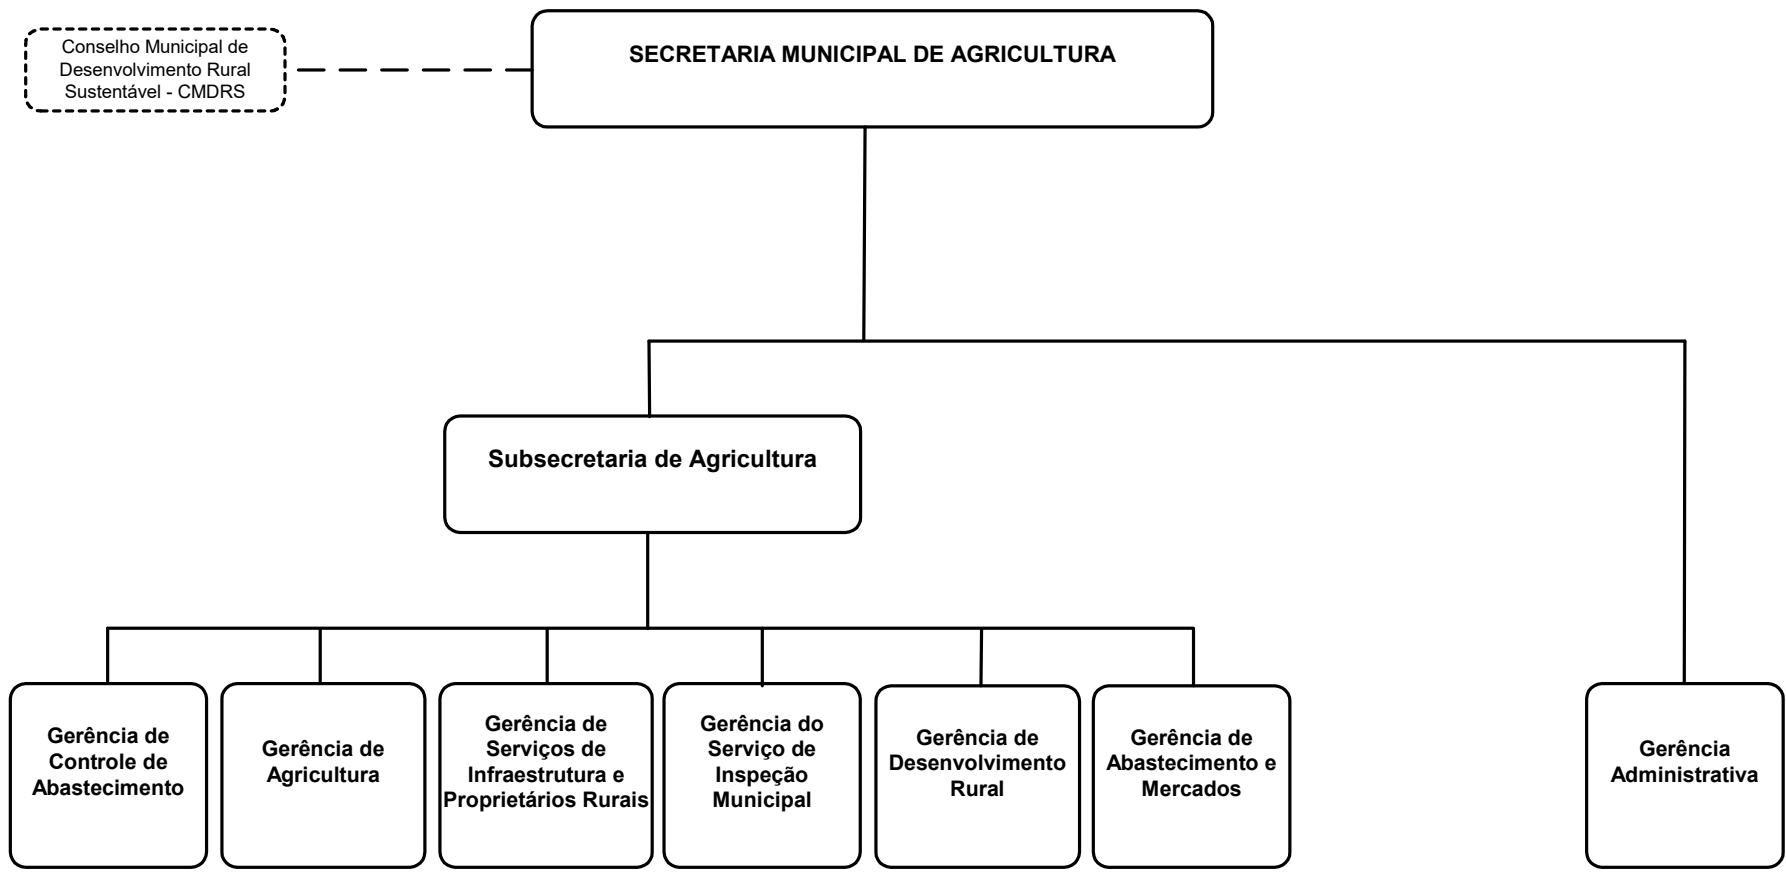 Conselho Municipal de
Desenvolvimento Rural
Sustentável - CMDRS
SECRETARIA MUNICIPAL DE AGRICULTURA
Subsecretaria de Agricultura
Gerência de
Controle de
Abastecimento
Gerência de
Agricultura
Gerência de
Serviços de
Infraestrutura e
Proprietários Rurais
Gerência do
Serviço de
Inspeção
Municipal
Gerência de
Desenvolvimento
Rural
Gerência de
Abastecimento e
Mercados
Gerência
Administrativa